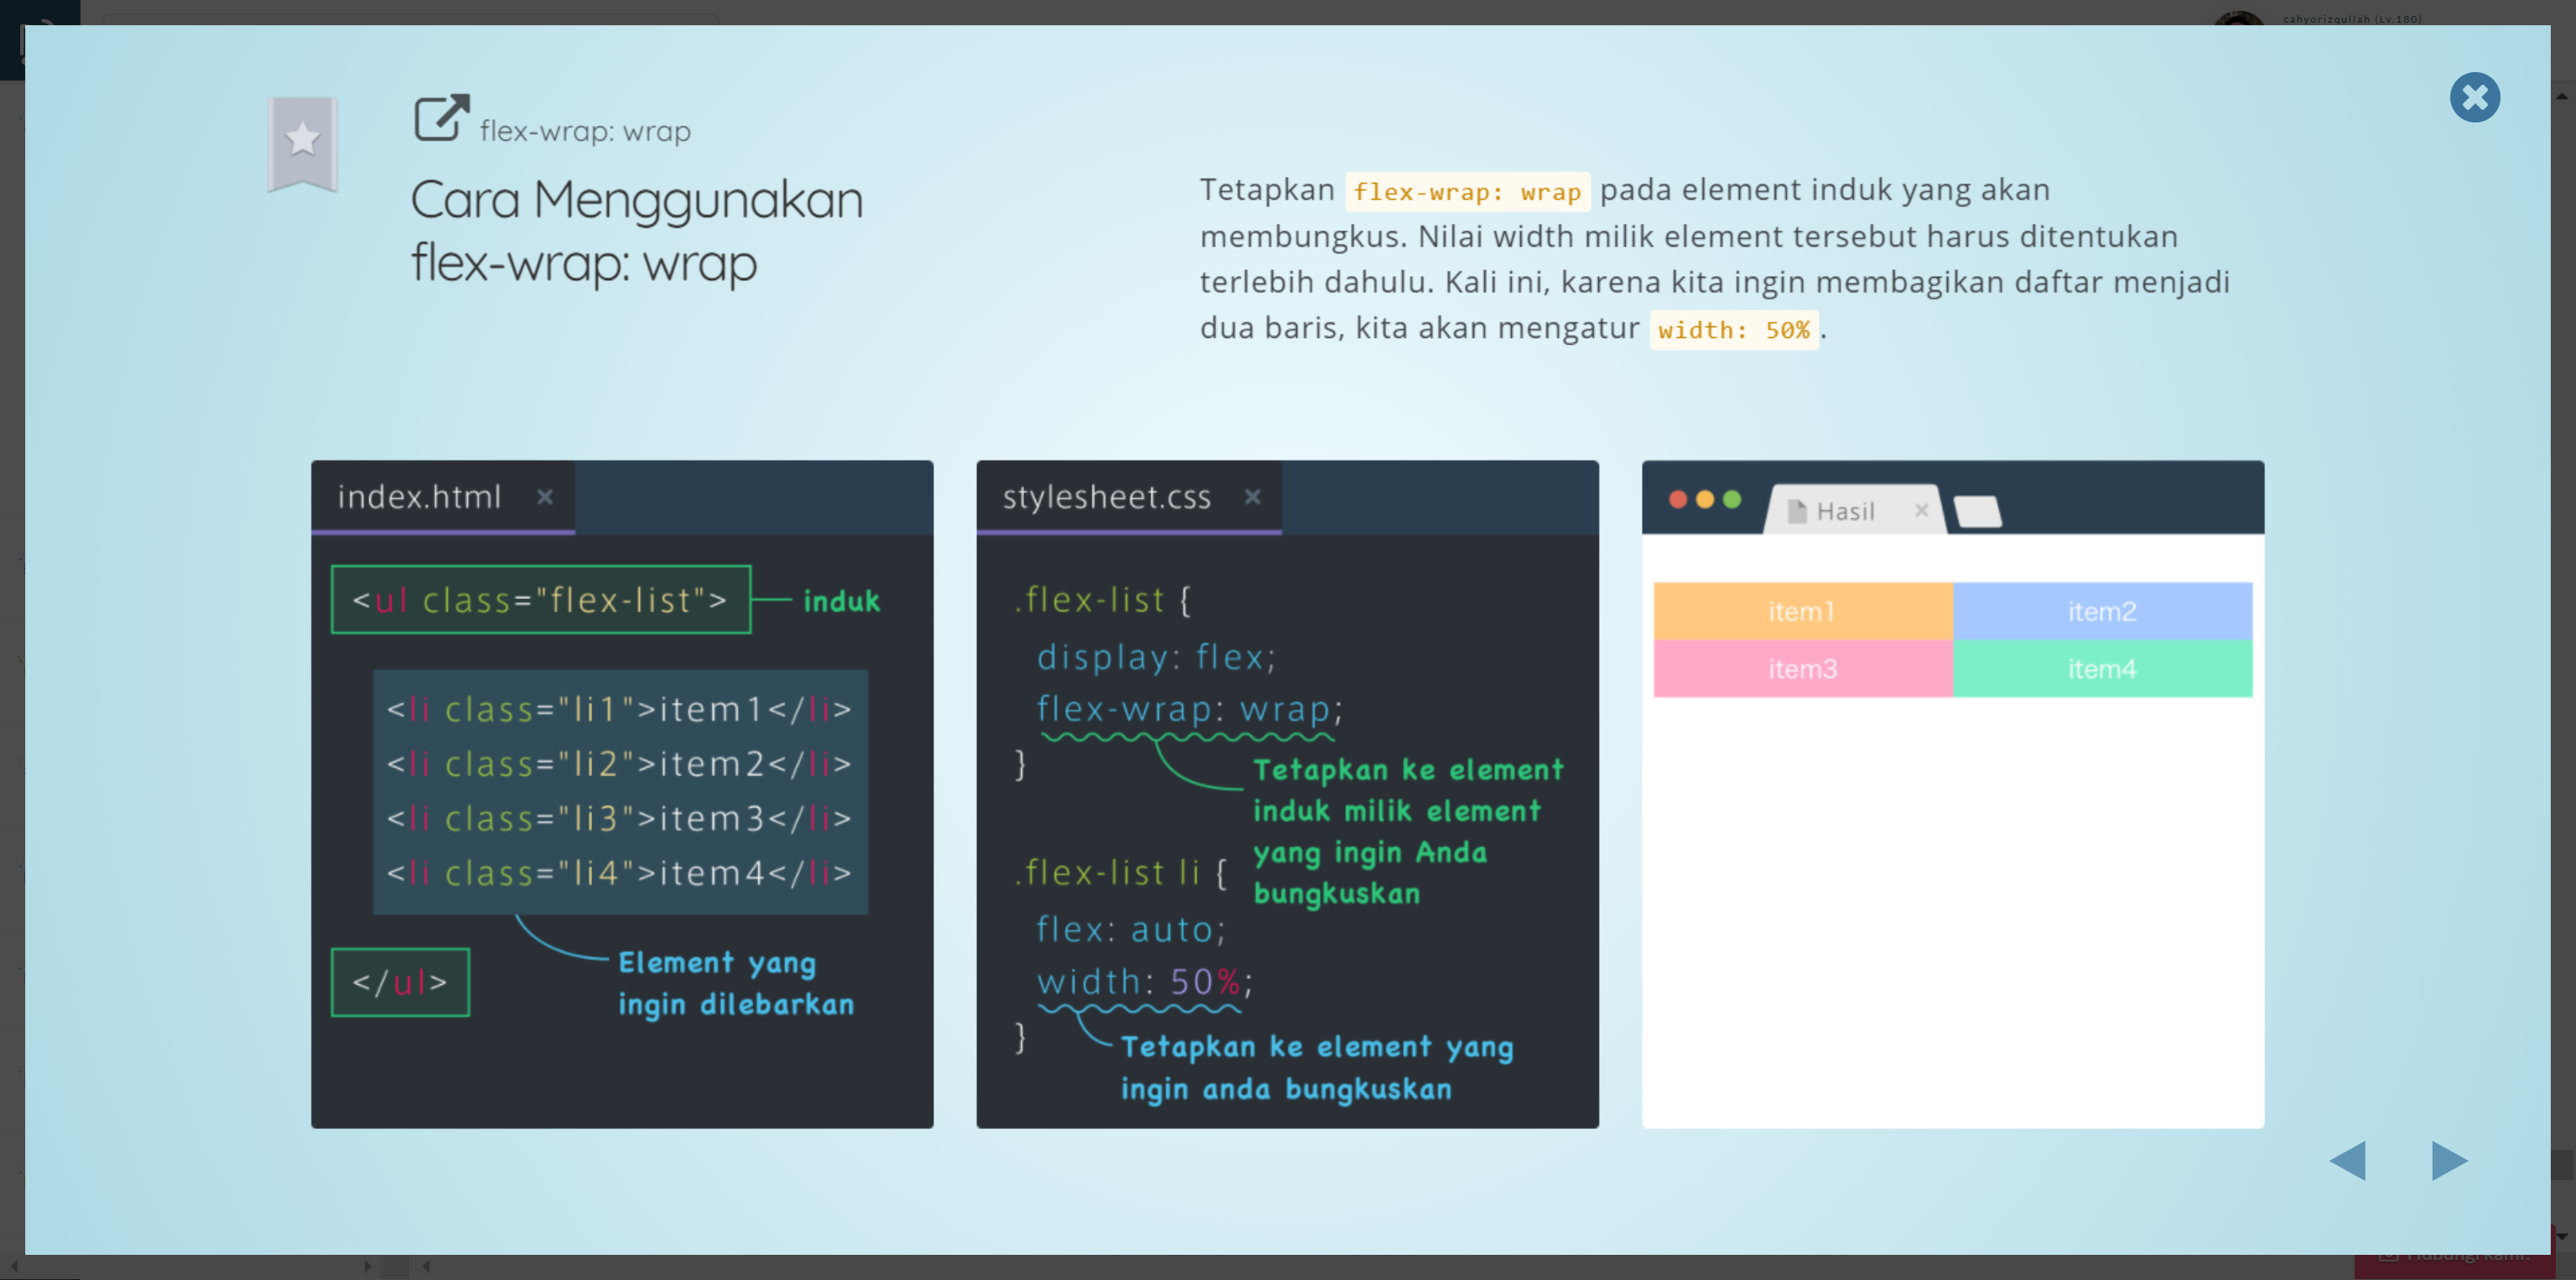 cahyorizqullah (Lv.180)
flex-wrap: wrap
Cara Menggunakan
flex-wrap: wrap
Tetapkan flex-wrap: wrap pada element induk yang akan
membungkus. Nilai width milik element tersebut harus ditentukan
terlebih dahulu. Kali ini, karena kita ingin membagikan daftar menjadi
dua baris, kita akan mengatur width: 50% .
index.html
<ul class="flex-list">
induk
<li class="li1">item1</li>
<li class="li2">item2</li>
<li class="li3">item3</li>
<li class="li4">item4</li>
Element yang
ingin dilebarkan
</ul>
stylesheet.css
.flex-list {
display: flex;
flex-wrap: wrap;
}
Tetapkan ke element
induk milik element
yang ingin Anda
bungkuskan
.flex-list li {
flex: auto;
width: 50%;
}
Tetapkan ke element yang
ingin anda bungkuskan
Hasil
item1
item2
item3
item4